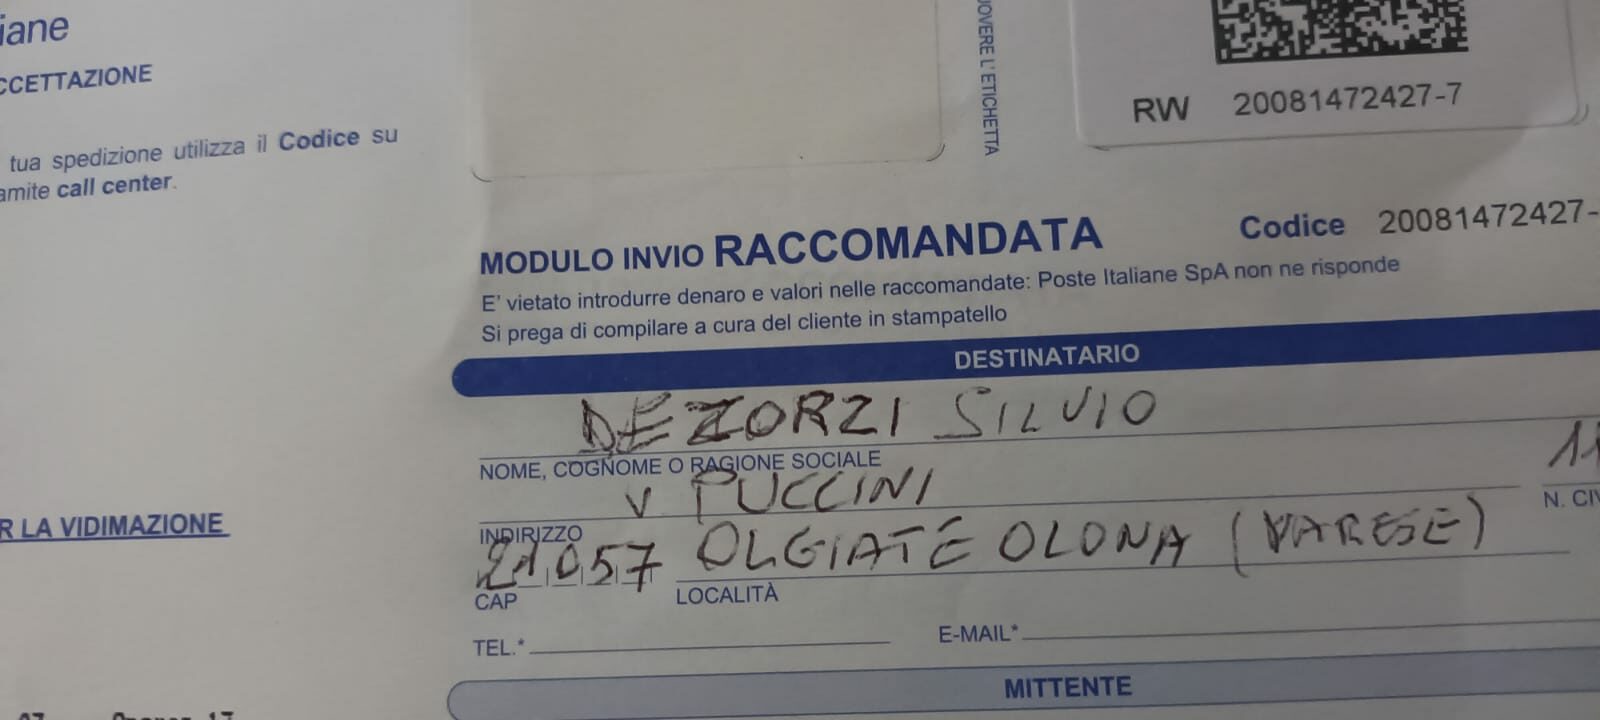 iane
CCETTAZIONE
tua spedizione utilizza il Codice su
amite call center.
R LA VIDIMAZIONE
UOVERE L'ETICHETTA
RW 20081472427-7
MODULO INVIO RACCOMANDATA Codice 20081472427-
E' vietato introdurre denaro e valori nelle raccomandate: Poste Italiane SpA non ne risponde
Si prega di compilare a cura del cliente in stampatello
DESTINATARIO
DEZORZI SILVIO
NOME, COGNOME O RAGIONE SOCIALE
V PUCCINI 11
INDIRIZZO N. CIV
21057 OLGIATE OLONA (VARESE)
CAP LOCALITÀ
TEL.* E-MAIL*
MITTENTE